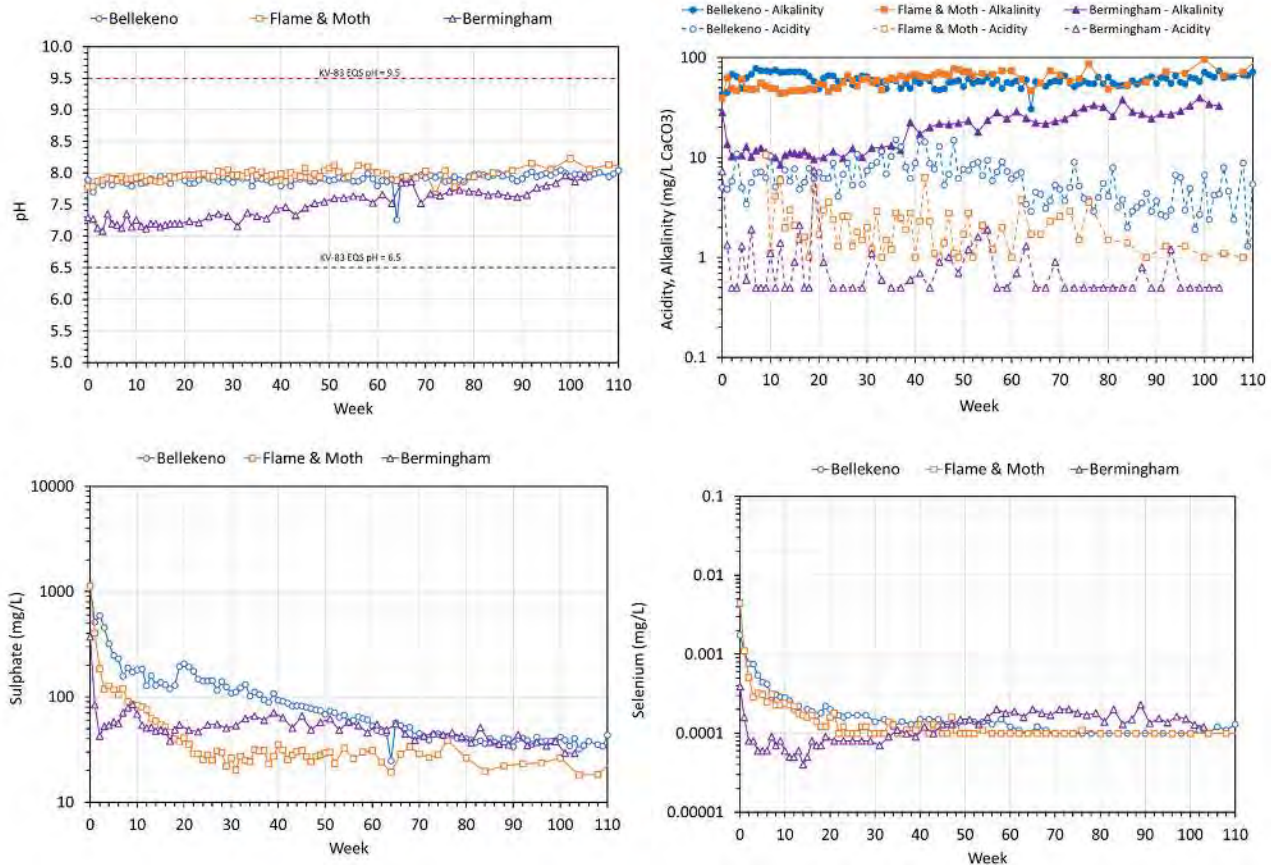 Bellekeno Flame & Moth Bermingham
10.0
9.5
9.0
8.5
8.0
7.5
7.0
6.5
6.0
5.5
5.0
pH
KV-83 EQS pH = 9.5
KV-83 EQS pH = 6.5
0 10 20 30 40 50 60 70 80 90 100 110
Week
Bellekeno - Alkalinity Flame & Moth - Alkalinity Bermingham - Alkalinity
Bellekeno - Acidity Flame & Moth - Acidity Bermingham - Acidity
100
10
1
0.1
Acidity, Alkalinity (mg/L CaCO3)
0 10 20 30 40 50 60 70 80 90 100 110
Week
Bellekeno Flame & Moth Bermingham
10000
1000
100
10
Sulphate (mg/L)
0 10 20 30 40 50 60 70 80 90 100 110
Week
Bellekeno Flame & Moth Bermingham
0.1
0.01
0.001
0.0001
0.00001
Selenium (mg/L)
0 10 20 30 40 50 60 70 80 90 100 110
Week